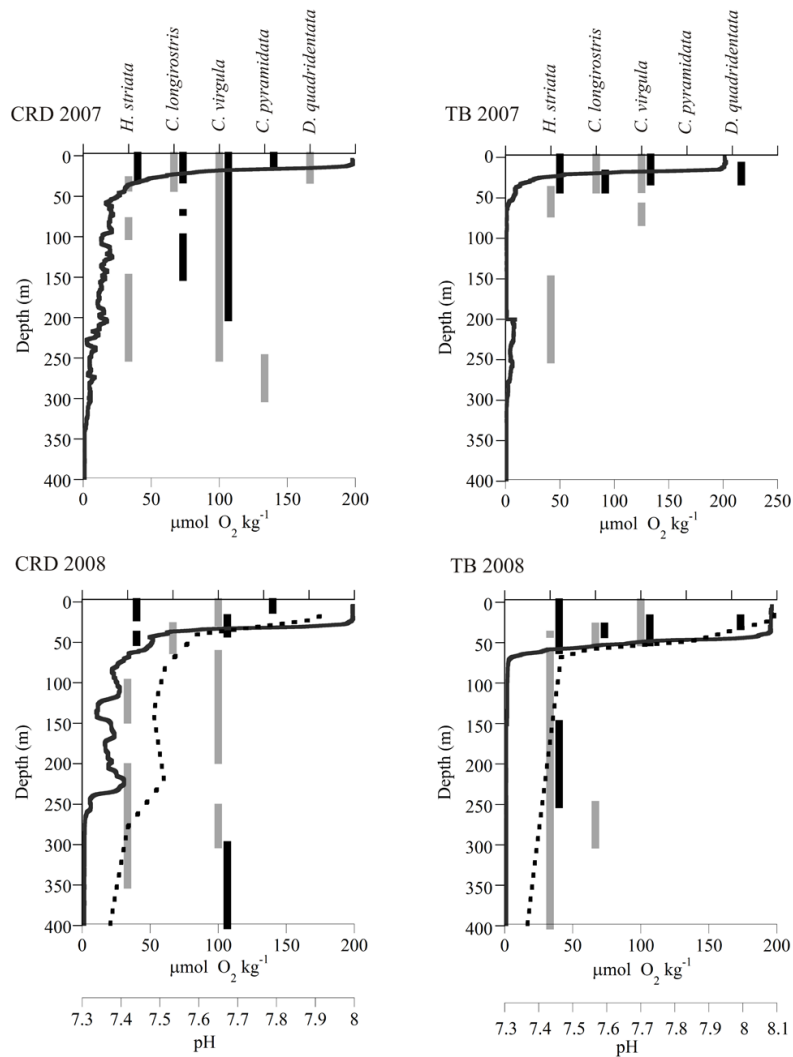 H. striata
C. longirostris
C. virgula
C. pyramidata
D. quadridentata
H. striata
C. longirostris
C. virgula
C. pyramidata
D. quadridentata
CRD 2007
TB 2007
0
50
100
150
200
250
300
350
400
Depth (m)
0 50 100 150 200
μmol O2 kg-1
0
50
100
150
200
250
300
350
400
Depth (m)
0 50 100 150 200 250
μmol O2 kg-1
CRD 2008
TB 2008
0
50
100
150
200
250
300
350
400
Depth (m)
0 50 100 150 200
μmol O2 kg-1
7.3 7.4 7.5 7.6 7.7 7.8 7.9 8
pH
0
50
100
150
200
250
300
350
400
Depth (m)
0 50 100 150 200
μmol O2 kg-1
7.3 7.4 7.5 7.6 7.7 7.8 7.9 8 8.1
pH